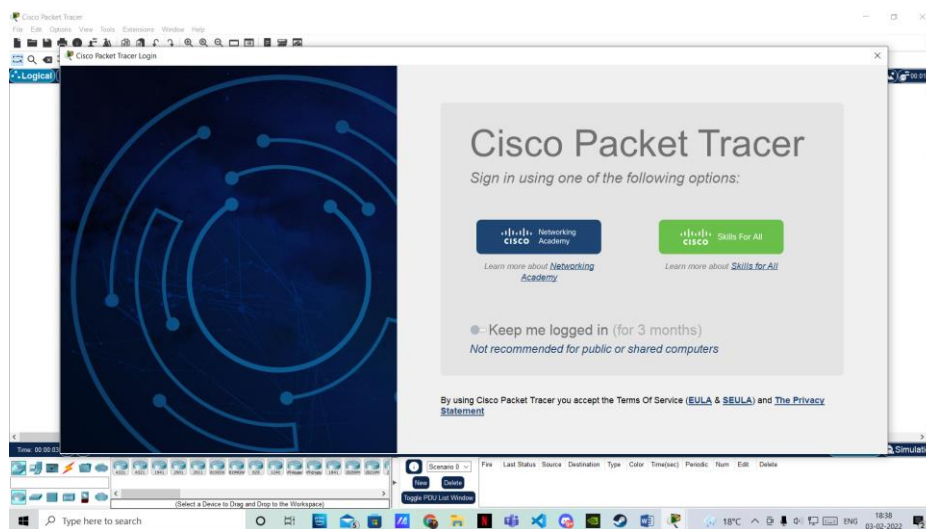 Cisco Packet Tracer
File Edit Options View Tools Extensions Window Help
Cisco Packet Tracer Login
Logical
Cisco Packet Tracer
Sign in using one of the following options:
CISCO Networking Academy
CISCO Skills For All
Learn more about Networking Academy
Learn more about Skills for All
Keep me logged in (for 3 months)
Not recommended for public or shared computers
By using Cisco Packet Tracer you accept the Terms Of Service (EULA & SEULA) and The Privacy
Statement
Time: 00:00:03
Simulati
Scenario 0
Fire Last Status Source Destination Type Color Time(sec) Periodic Num Edit Delete
New Delete
Toggle PDU List Window
(Select a Device to Drag and Drop to the Workspace)
Type here to search
18°C
ENG
18:38
03-02-2022